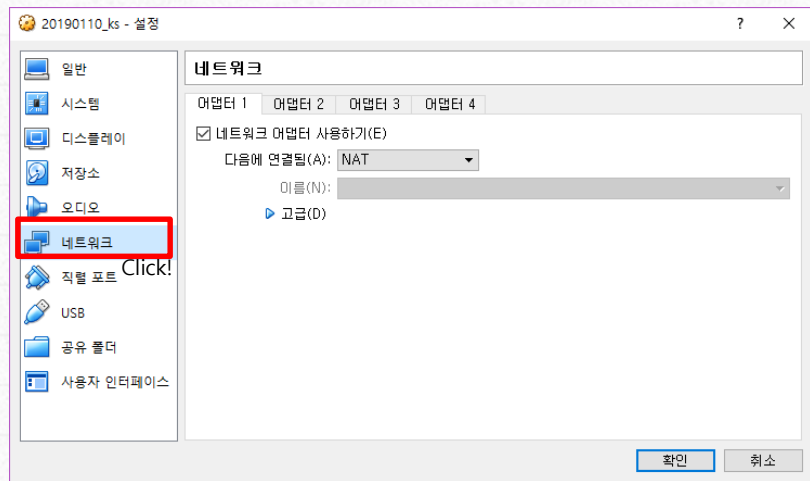 20190110_ks - 설정
일반
시스템
디스플레이
저장소
오디오
네트워크
Click!
직렬 포트
USB
공유 폴더
사용자 인터페이스
네트워크
어댑터 1 어댑터 2 어댑터 3 어댑터 4
네트워크 어댑터 사용하기(E)
다음에 연결됨(A): NAT
이름(N):
고급(D)
확인 취소